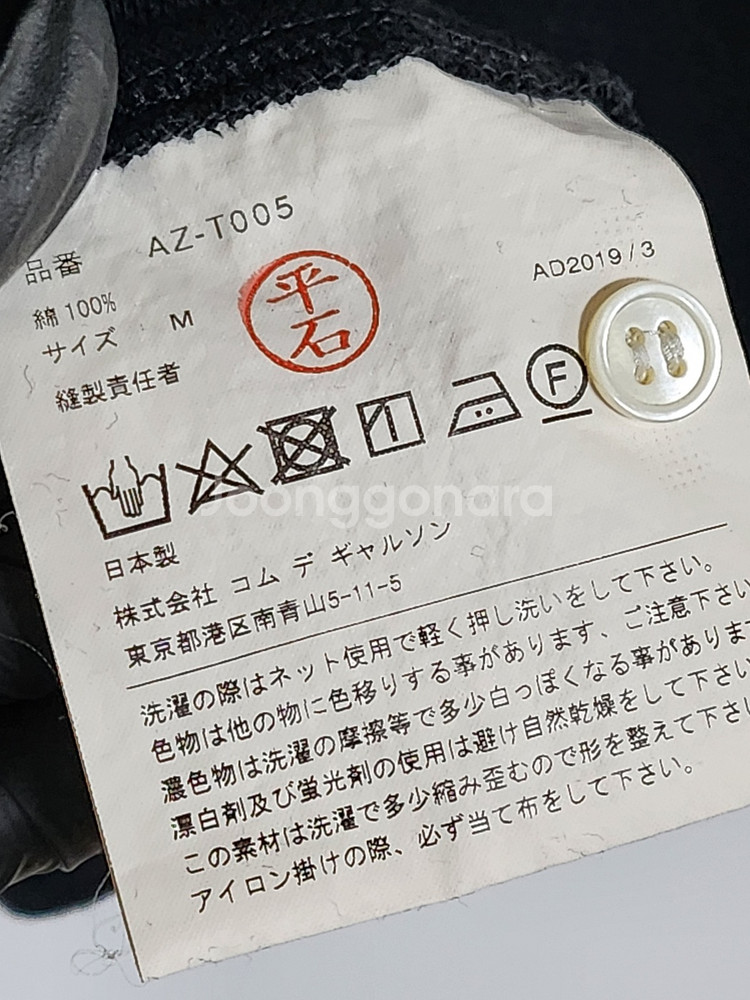 品番 AZ-T005
綿 100%
サイズ M
縫製責任者
平石
AD2019/3
F
日本製
株式会社 コム デ ギャルソン
東京都港区南青山5-11-5
洗濯の際はネット使用で軽く押し洗いをして下さい。
色物は他の物に色移りする事があります、ご注意下さい
濃色物は洗濯の摩擦等で多少白っぽくなる事がありま
漂白剤及び蛍光剤の使用は避け自然乾燥をして下さい
この素材は洗濯で多少縮み歪むので形を整えて下さい
アイロン掛けの際、必ず当て布をして下さい。
Joonggonara